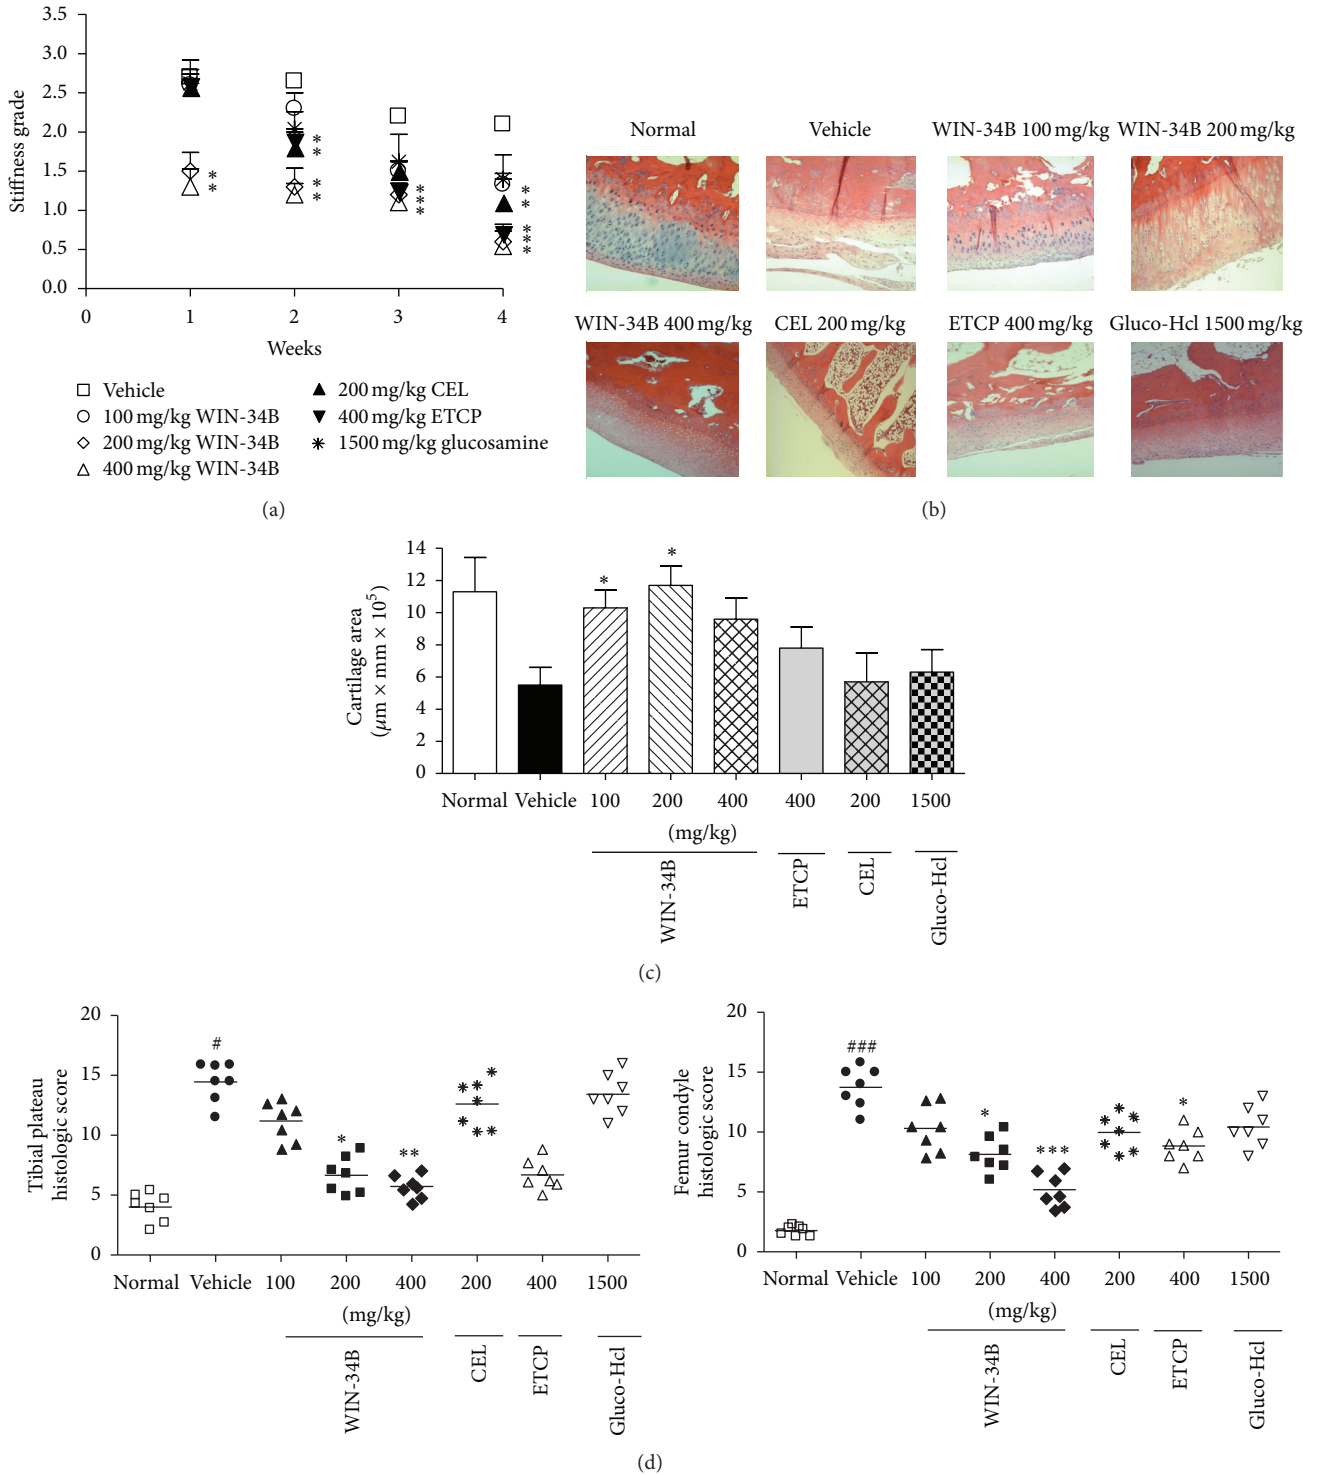 3.5
3.0
2.5
2.0
1.5
1.0
0.5
0.0
Stiffness grade
**
**
***
**
***
0 1 2 3 4
Weeks
Vehicle
100 mg/kg WIN-34B
200 mg/kg WIN-34B
400 mg/kg WIN-34B
200 mg/kg CEL
400 mg/kg ETCP
1500 mg/kg glucosamine
(a)
Normal Vehicle WIN-34B 100 mg/kg WIN-34B 200 mg/kg
WIN-34B 400 mg/kg CEL 200 mg/kg ETCP 400 mg/kg Gluco-Hcl 1500 mg/kg
(b)
14
12
10
8
6
4
2
0
Cartilage area
(μm × mm × 10⁵)
* *
Normal Vehicle 100 200 400 400 200 1500
(mg/kg)
WIN-34B ETCP CEL Gluco-Hcl
(c)
20
15
10
5
0
Tibial plateau
histologic score
# * **
Normal Vehicle 100 200 400 200 400 1500
(mg/kg)
WIN-34B CEL ETCP Gluco-Hcl
20
15
10
5
0
Femur condyle
histologic score
### * *** *
Normal Vehicle 100 200 400 200 400 1500
(mg/kg)
WIN-34B CEL ETCP Gluco-Hcl
(d)